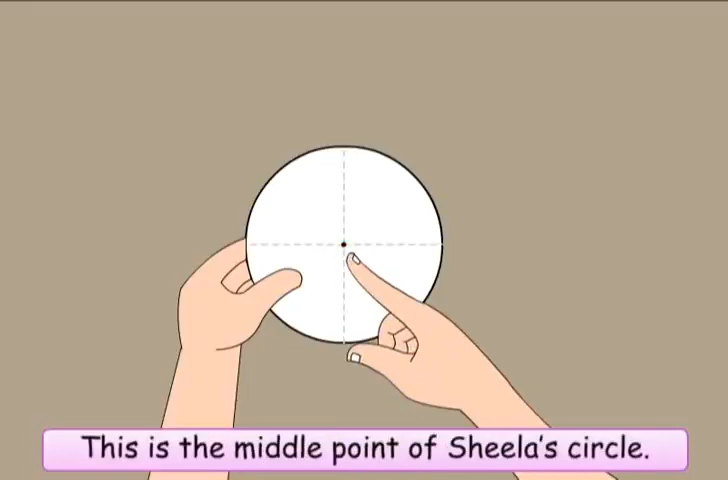 This is the middle point of Sheela's circle.